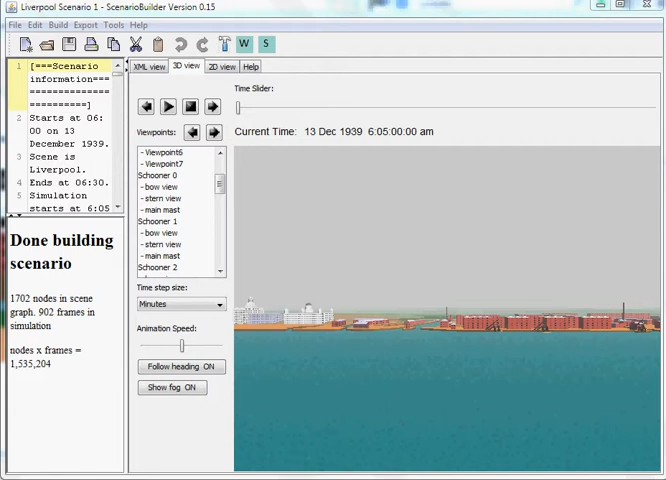 Liverpool Scenario 1 - ScenarioBuilder Version 0.15
File Edit Build Export Tools Help
W S
XML view 3D view 2D view Help
1 [===Scenario
information===
==============
==========]
2 Starts at 06:
00 on 13
December 1939.
3 Scene is
Liverpool.
4 Ends at 06:30.
5 Simulation
starts at 6:05
Done building
scenario
1702 nodes in scene
graph. 902 frames in
simulation
nodes x frames =
1,535,204
Time Slider:
Viewpoints:
Current Time: 13 Dec 1939 6:05:00:00 am
- Viewpoint6
- Viewpoint7
Schooner 0
- bow view
- stern view
- main mast
Schooner 1
- bow view
- stern view
- main mast
Schooner 2
Time step size:
Minutes
Animation Speed:
Follow heading ON
Show fog ON